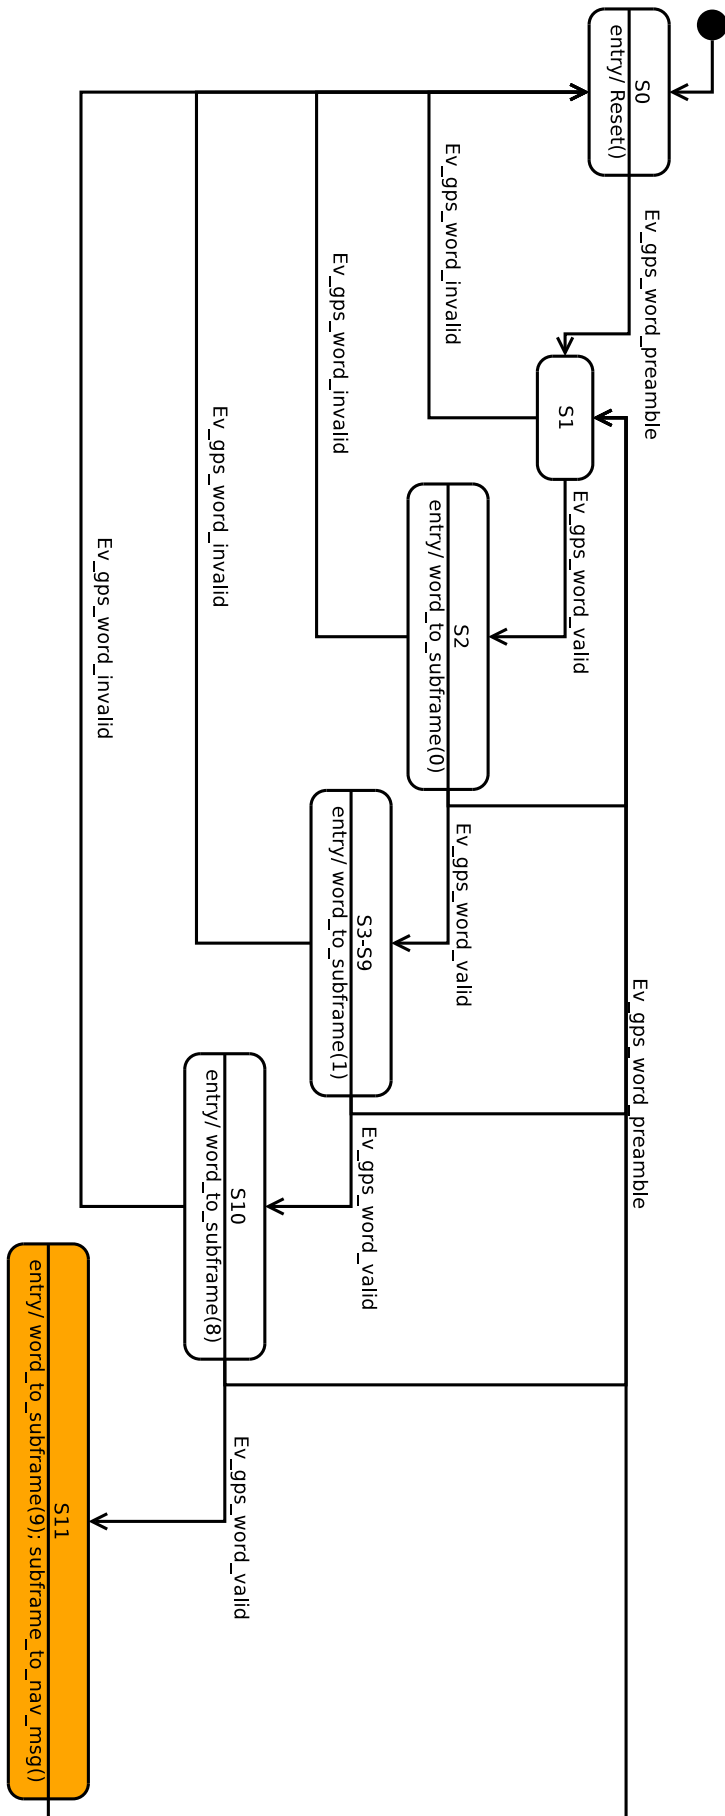 S0
entry/ Reset()
Ev_gps_word_preamble
Ev_gps_word_invalid
S1
Ev_gps_word_valid
Ev_gps_word_invalid
S2
entry/ word_to_subframe(0)
Ev_gps_word_invalid
Ev_gps_word_valid
S3-S9
entry/ word_to_subframe(1)
Ev_gps_word_invalid
Ev_gps_word_preamble
Ev_gps_word_valid
S10
entry/ word_to_subframe(8)
Ev_gps_word_valid
S11
entry/ word_to_subframe(9); subframe_to_nav_msg()